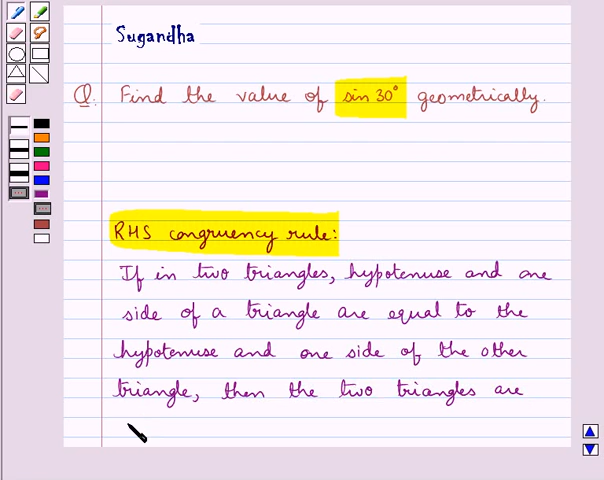 Sugandha
Q. Find the value of sin 30° geometrically.
RHS congruency rule:
If in two triangles, hypotenuse and one
side of a triangle are equal to the
hypotenuse and one side of the other
triangle, then the two triangles are